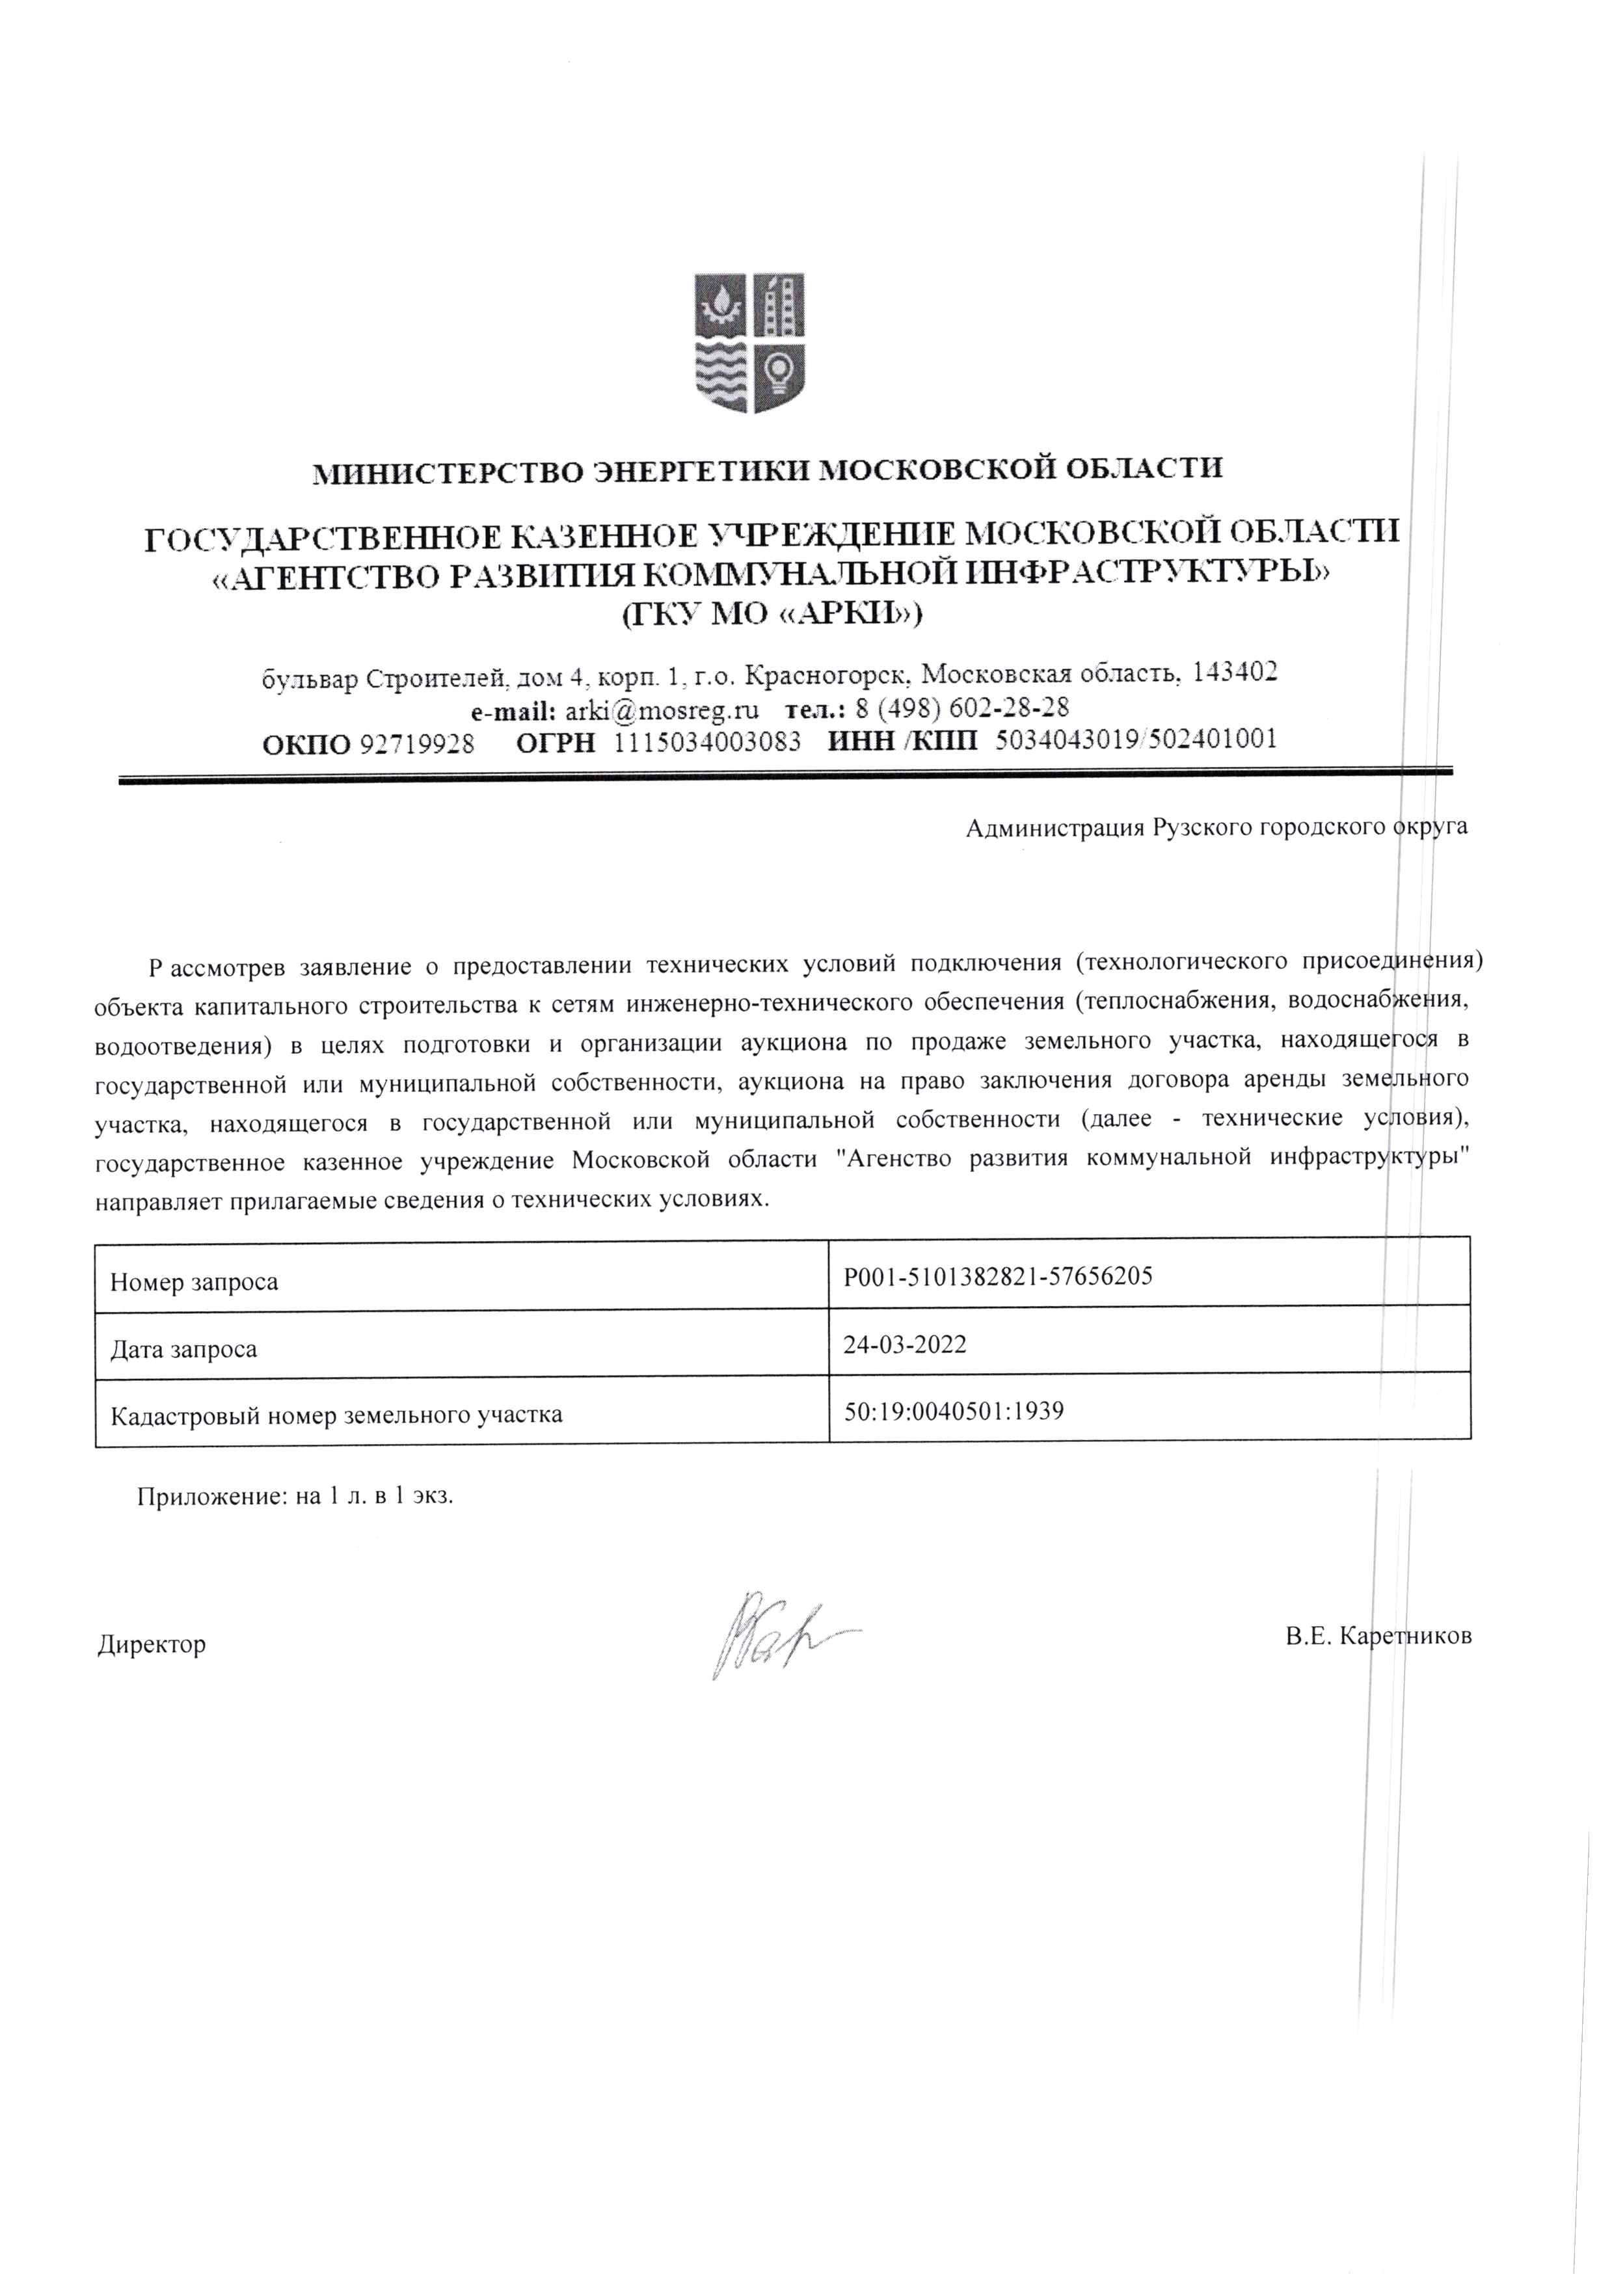 МИНИСТЕРСТВО ЭНЕРГЕТИКИ МОСКОВСКОЙ ОБЛАСТИ
ГОСУДАРСТВЕННОЕ КАЗЕННОЕ УЧРЕЖДЕНИЕ МОСКОВСКОЙ ОБЛАСТИ
«АГЕНТСТВО РАЗВИТИЯ КОММУНАЛЬНОЙ ИНФРАСТРУКТУРЫ»
(ГКУ МО «АРКИ»)
бульвар Строителей, дом 4, корп. 1, г.о. Красногорск, Московская область, 143402
e-mail: arki@mosreg.ru тел.: 8 (498) 602-28-28
ОКПО 92719928 ОГРН 1115034003083 ИНН /КПП 5034043019/502401001
Администрация Рузского городского округа
Р ассмотрев заявление о предоставлении технических условий подключения (технологического присоединения)
объекта капитального строительства к сетям инженерно-технического обеспечения (теплоснабжения, водоснабжения,
водоотведения) в целях подготовки и организации аукциона по продаже земельного участка, находящегося в
государственной или муниципальной собственности, аукциона на право заключения договора аренды земельного
участка, находящегося в государственной или муниципальной собственности (далее - технические условия),
государственное казенное учреждение Московской области "Агенство развития коммунальной инфраструктуры"
направляет прилагаемые сведения о технических условиях.
Номер запроса P001-5101382821-57656205
Дата запроса 24-03-2022
Кадастровый номер земельного участка 50:19:0040501:1939
Приложение: на 1 л. в 1 экз.
Директор В.Е. Каретников